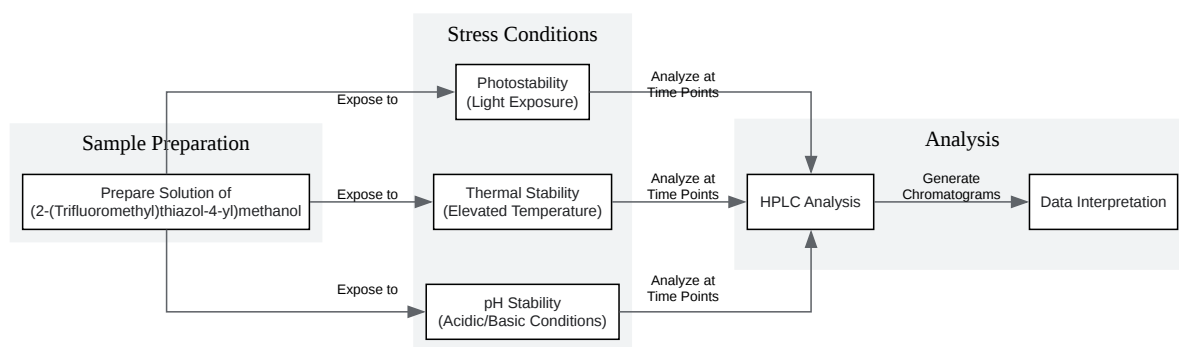 Stress Conditions
Photostability
(Light Exposure)
Analyze at
Time Points
Expose to
Sample Preparation
Analysis
Prepare Solution of
(2-(Trifluoromethyl)thiazol-4-yl)methanol
Expose to
Thermal Stability
(Elevated Temperature)
Analyze at
Time Points
HPLC Analysis
Generate
Chromatograms
Data Interpretation
Expose to
pH Stability
(Acidic/Basic Conditions)
Analyze at
Time Points